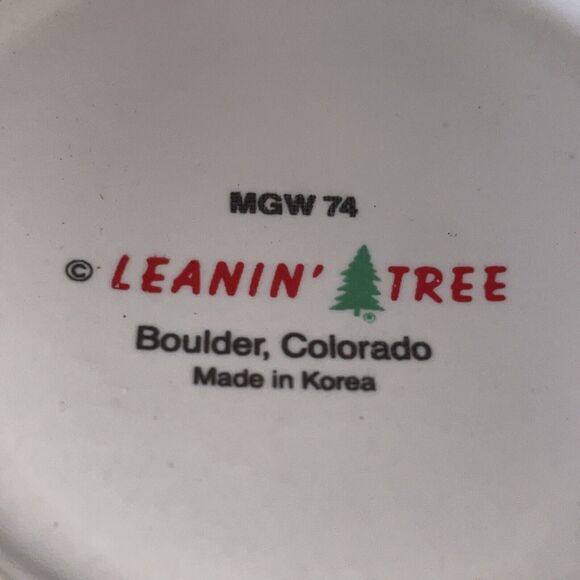 MGW 74
© LEANIN' TREE ®
Boulder, Colorado
Made in Korea